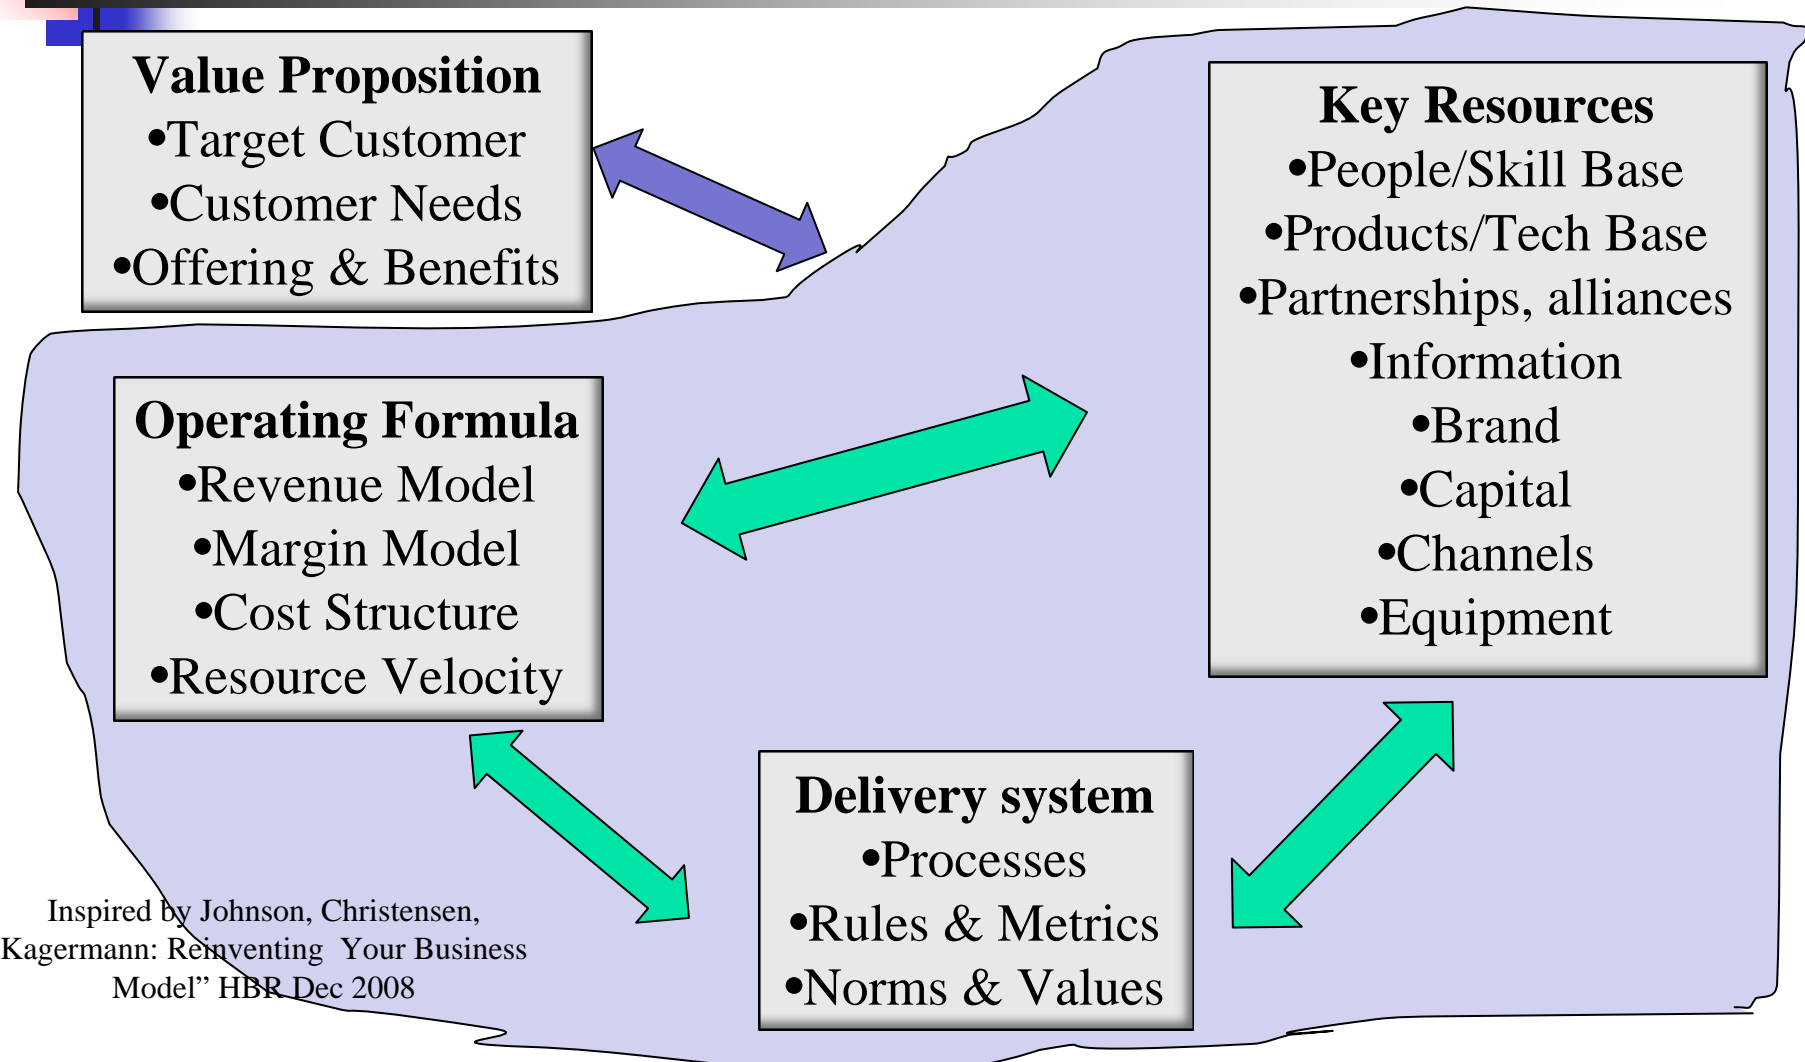 Value Proposition
•Target Customer
•Customer Needs
•Offering & Benefits
Key Resources
•People/Skill Base
•Products/Tech Base
•Partnerships, alliances
•Information
•Brand
•Capital
•Channels
•Equipment
Operating Formula
•Revenue Model
•Margin Model
•Cost Structure
•Resource Velocity
Delivery system
•Processes
•Rules & Metrics
•Norms & Values
Inspired by Johnson, Christensen,
Kagermann: Reinventing Your Business
Model” HBR Dec 2008